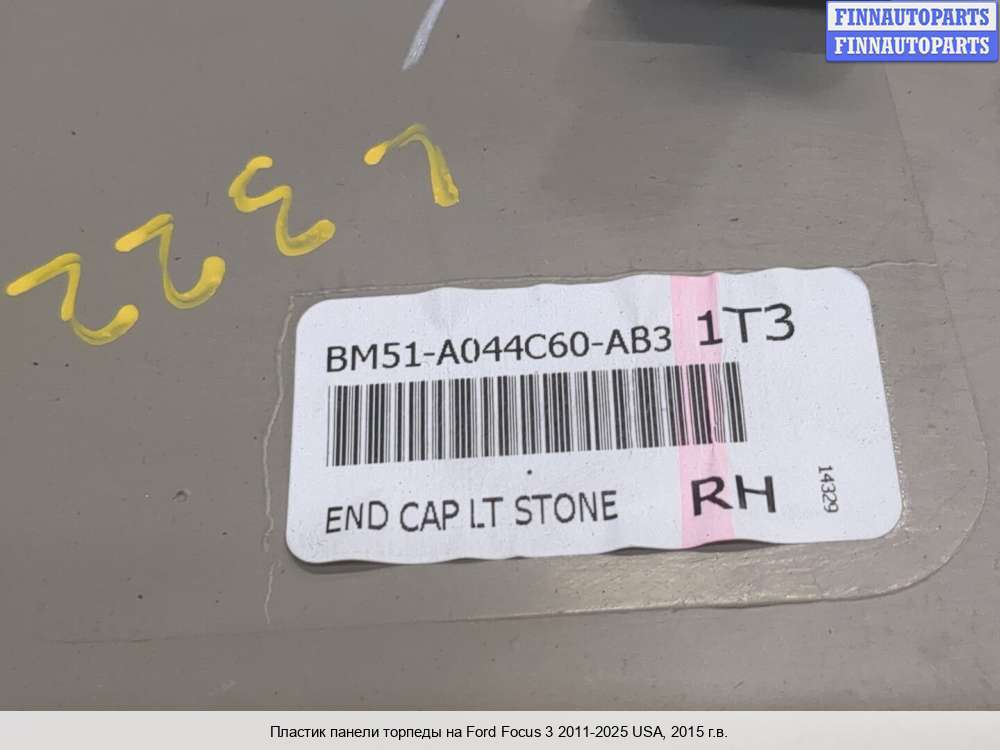 FINNAUTOPARTS
FINNAUTOPARTS
BM51-A044C60-AB3 1T3
END CAP LT STONE RH
14329
Пластик панели торпеды на Ford Focus 3 2011-2025 USA, 2015 г.в.